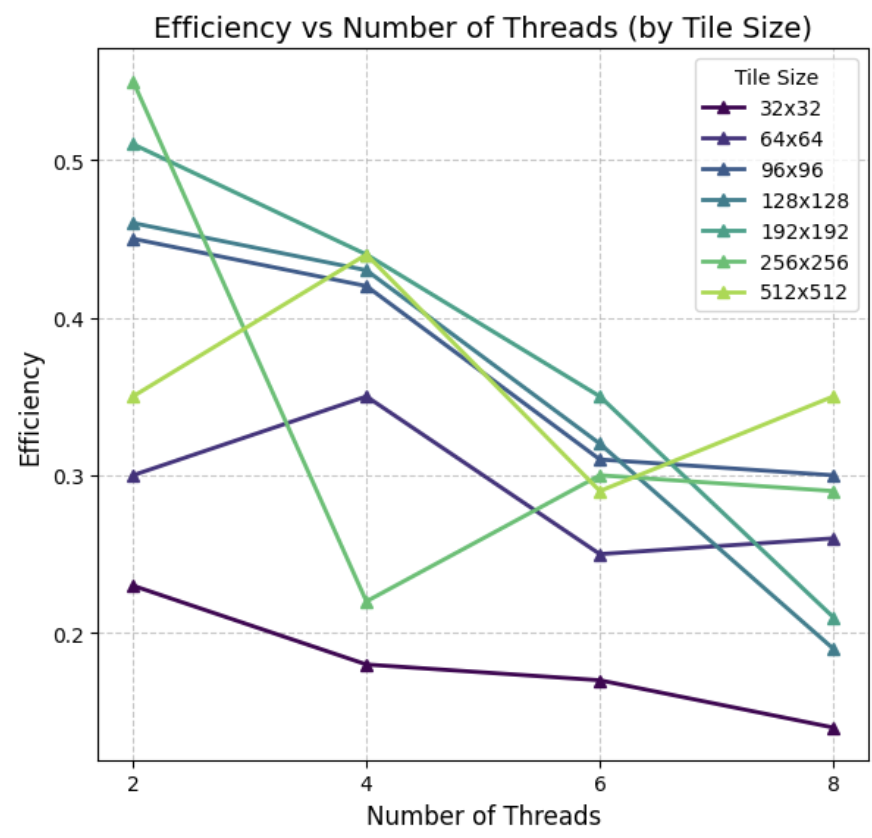 Efficiency vs Number of Threads (by Tile Size)
Tile Size
32x32
64x64
96x96
128x128
192x192
256x256
512x512
0.5
0.4
0.3
0.2
Efficiency
2 4 6 8
Number of Threads